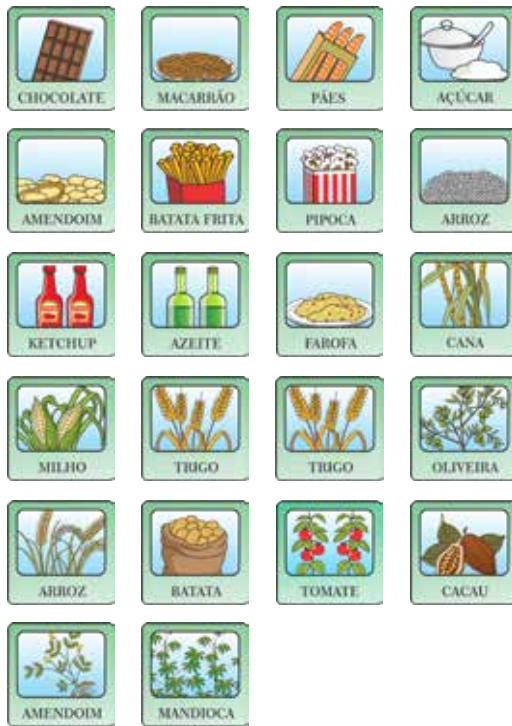 CHOCOLATE
MACARRÃO
PÃES
AÇÚCAR
AMENDOIM
BATATA FRITA
PIPOCA
ARROZ
KETCHUP
AZEITE
FAROFA
CANA
MILHO
TRIGO
TRIGO
OLIVEIRA
ARROZ
BATATA
TOMATE
CACAU
AMENDOIM
MANDIOCA